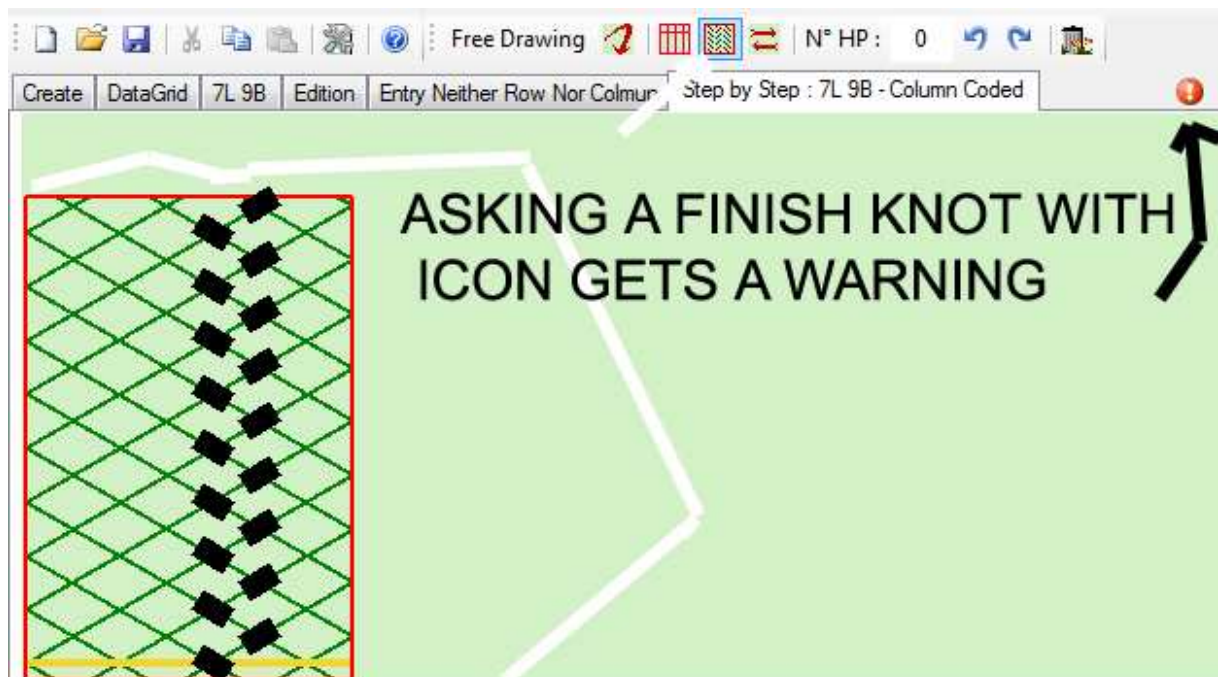 Free Drawing N° HP : 0
Create DataGrid 7L 9B Edition Entry Neither Row Nor Colmun Step by Step : 7L 9B - Column Coded
ASKING A FINISH KNOT WITH
ICON GETS A WARNING